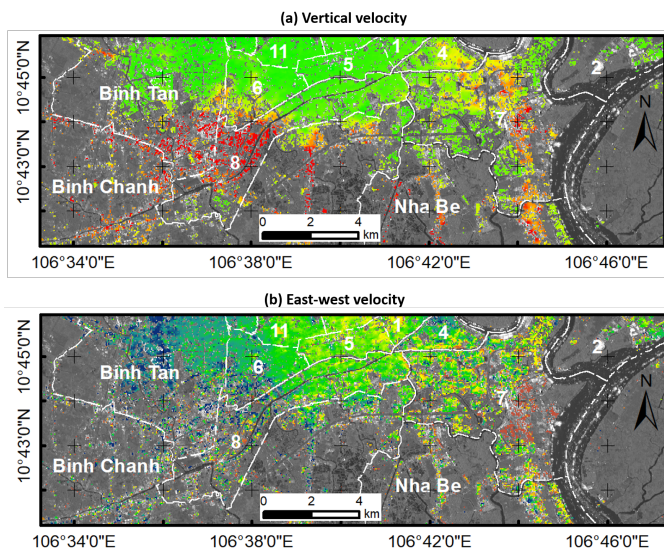 (a) Vertical velocity
11
1
4
5
2
6
Binh Tan
7
8
Binh Chanh
Nha Be
N
0 2 4
km
10°45'0"N
10°43'0"N
106°34'0"E 106°38'0"E 106°42'0"E 106°46'0"E
(b) East-west velocity
11
1
4
5
2
6
Binh Tan
7
8
Binh Chanh
Nha Be
N
0 2 4
km
10°45'0"N
10°43'0"N
106°34'0"E 106°38'0"E 106°42'0"E 106°46'0"E